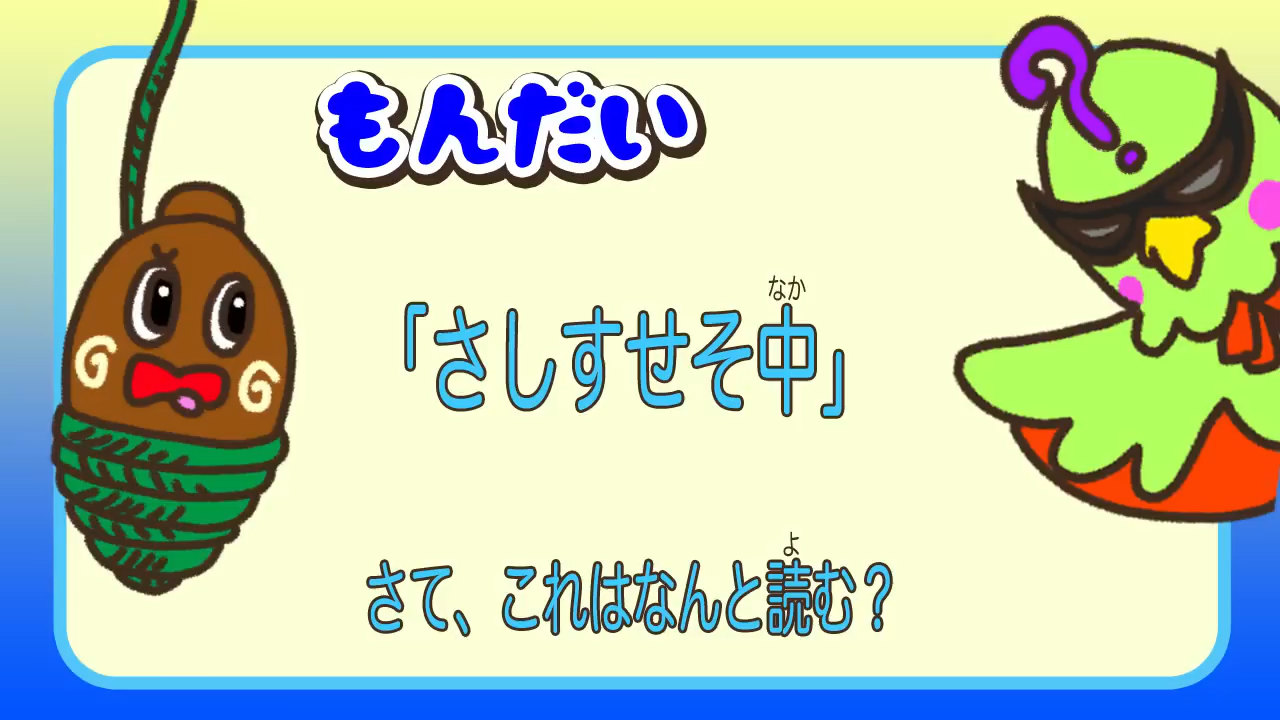 もんだい
なか
「さしすせそ中」
よ
さて、これはなんと読む？